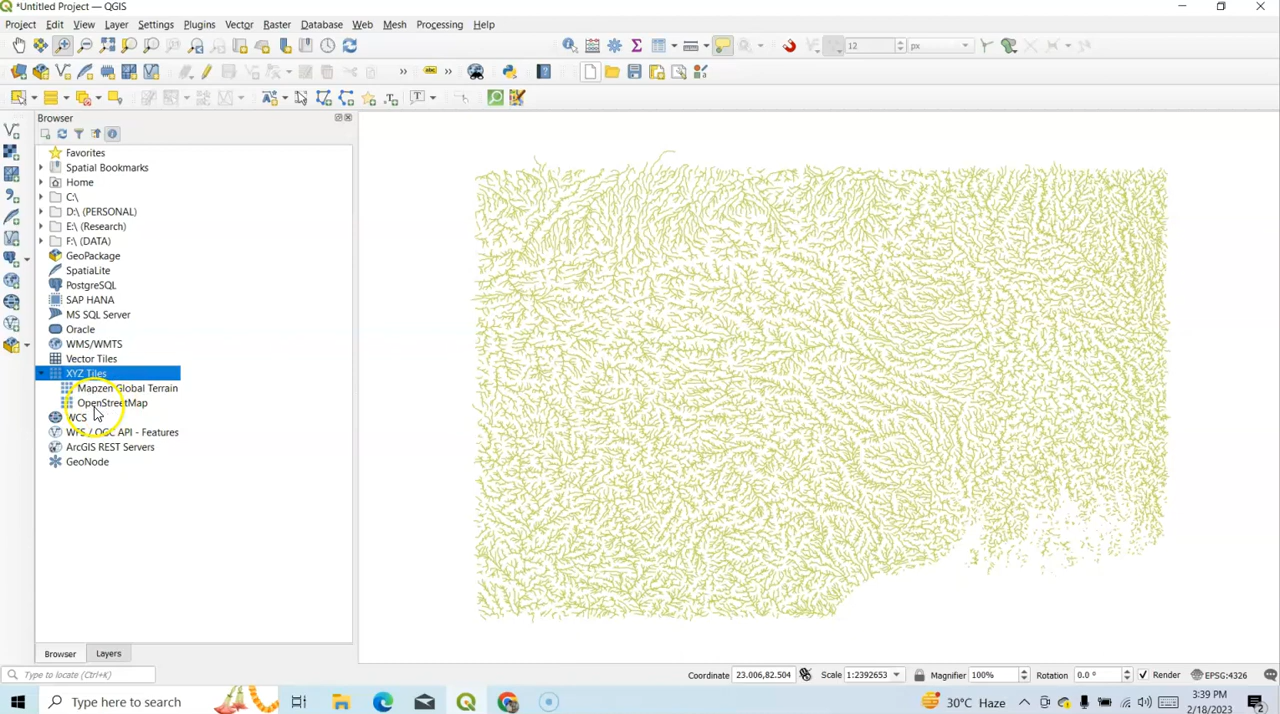 *Untitled Project — QGIS
Project Edit View Layer Settings Plugins Vector Raster Database Web Mesh Processing Help
12 px
Browser
Favorites
Spatial Bookmarks
Home
C:\
D:\ (PERSONAL)
E:\ (Research)
F:\ (DATA)
GeoPackage
SpatiaLite
PostgreSQL
SAP HANA
MS SQL Server
Oracle
WMS/WMTS
Vector Tiles
XYZ Tiles
Mapzen Global Terrain
OpenStreetMap
WCS
WFS / OGC API - Features
ArcGIS REST Servers
GeoNode
Browser Layers
Type to locate (Ctrl+K) Coordinate 23.006,82.504 Scale 1:2392653 Magnifier 100% Rotation 0.0 ° Render EPSG:4326
Type here to search 30°C Haze 3:39 PM
2/18/2023 2